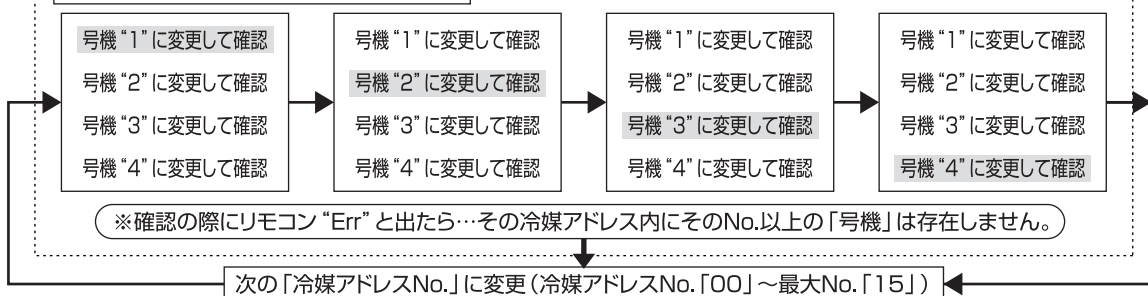 号機“1”に変更して確認
号機“2”に変更して確認
号機“3”に変更して確認
号機“4”に変更して確認
号機“1”に変更して確認
号機“2”に変更して確認
号機“3”に変更して確認
号機“4”に変更して確認
号機“1”に変更して確認
号機“2”に変更して確認
号機“3”に変更して確認
号機“4”に変更して確認
号機“1”に変更して確認
号機“2”に変更して確認
号機“3”に変更して確認
号機“4”に変更して確認
※確認の際にリモコン“Err”と出たら…その冷媒アドレス内にそのNo.以上の「号機」は存在しません。
次の「冷媒アドレスNo.」に変更(冷媒アドレスNo.「00」～最大No.「15」)